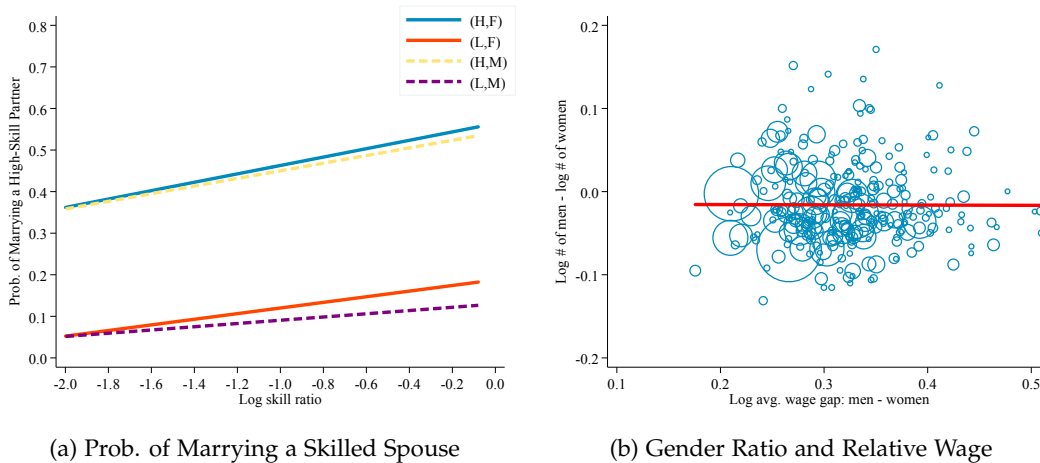 Prob. of Marrying a High-Skill Partner
0.8
0.7
0.6
0.5
0.4
0.3
0.2
0.1
0.0
-2.0 -1.8 -1.6 -1.4 -1.2 -1.0 -0.8 -0.6 -0.4 -0.2 0.0
Log skill ratio
(H,F)
(L,F)
(H,M)
(L,M)
(a) Prob. of Marrying a Skilled Spouse
Log # of men - log # of women
0.2
0.1
0.0
-0.1
-0.2
0.1 0.2 0.3 0.4 0.5
Log avg. wage gap: men - women
(b) Gender Ratio and Relative Wage